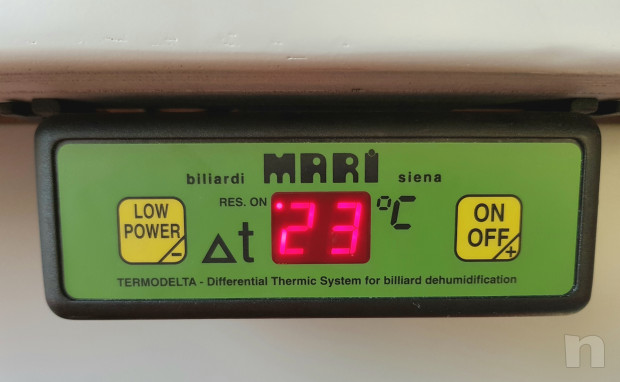 biliardi MARI siena
RES. ON
LOW
POWER
-
Δt
23
°C
ON
OFF
+
TERMODELTA - Differential Thermic System for billiard dehumidification
n